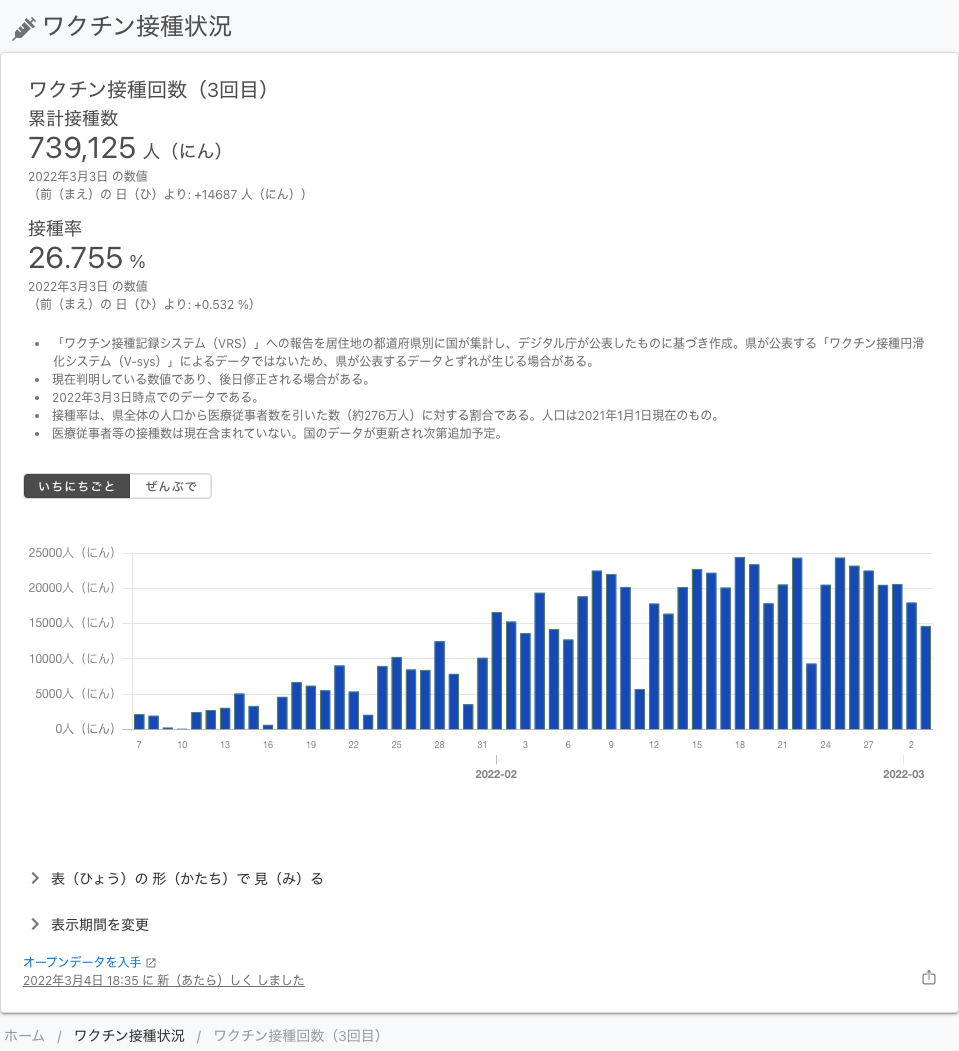 ワクチン接種状況
ワクチン接種回数（3回目）
累計接種数
739,125 人（にん）
2022年3月3日 の数値
（前（まえ）の 日（ひ）より: +14687 人（にん））
接種率
26.755 %
2022年3月3日 の数値
（前（まえ）の 日（ひ）より: +0.532 %）
• 「ワクチン接種記録システム（VRS）」への報告を居住地の都道府県別に国が集計し、デジタル庁が公表したものに基づき作成。県が公表する「ワクチン接種円滑
化システム（V-sys）」によるデータではないため、県が公表するデータとずれが生じる場合がある。
• 現在判明している数値であり、後日修正される場合がある。
• 2022年3月3日時点でのデータである。
• 接種率は、県全体の人口から医療従事者数を引いた数（約276万人）に対する割合である。人口は2021年1月1日現在のもの。
• 医療従事者等の接種数は現在含まれていない。国のデータが更新され次第追加予定。
いちにちごと ぜんぶで
25000人（にん）
20000人（にん）
15000人（にん）
10000人（にん）
5000人（にん）
0人（にん）
7 10 13 16 19 22 25 28 31 3 6 9 12 15 18 21 24 27 2
2022-02 2022-03
表（ひょう）の 形（かたち）で 見（み）る
表示期間を変更
オープンデータを入手
2022年3月4日 18:35 に 新（あたら）しく しました
ホーム / ワクチン接種状況 / ワクチン接種回数（3回目）